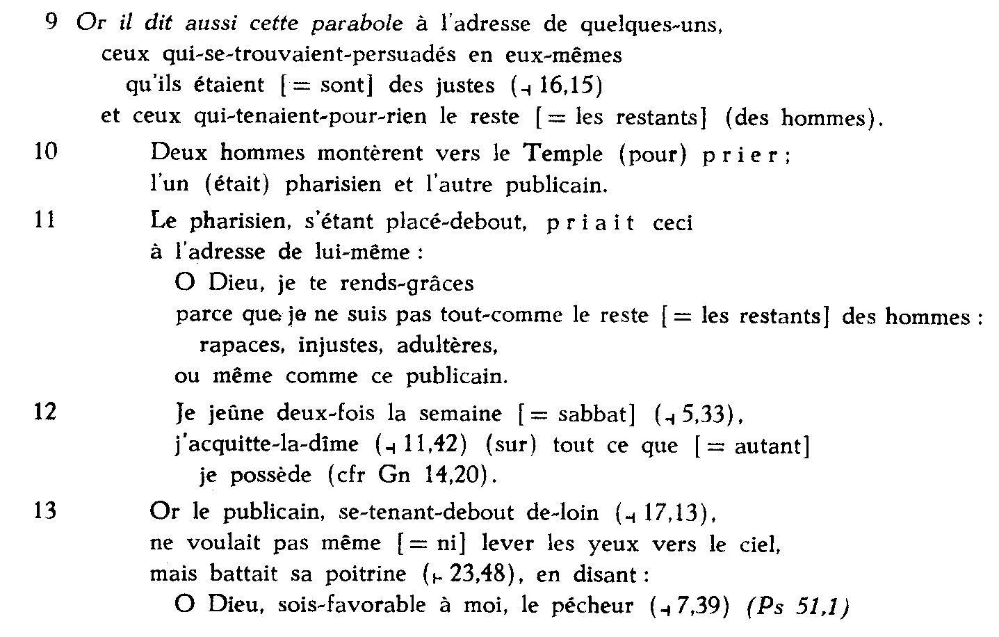 9 Or il dit aussi cette parabole à l'adresse de quelques-uns,
ceux qui-se-trouvaient-persuadés en eux-mêmes
qu'ils étaient [= sont] des justes (⊣ 16,15)
et ceux qui-tenaient-pour-rien le reste [= les restants] (des hommes).
10 Deux hommes montèrent vers le Temple (pour) p r i e r ;
l'un (était) pharisien et l'autre publicain.
11 Le pharisien, s'étant placé-debout, p r i a i t ceci
à l'adresse de lui-même :
O Dieu, je te rends-grâces
parce que je ne suis pas tout-comme le reste [= les restants] des hommes :
rapaces, injustes, adultères,
ou même comme ce publicain.
12 Je jeûne deux-fois la semaine [= sabbat] (⊣ 5,33),
j'acquitte-la-dîme (⊣ 11,42) (sur) tout ce que [= autant]
je possède (cfr Gn 14,20).
13 Or le publicain, se-tenant-debout de-loin (⊣ 17,13),
ne voulait pas même [= ni] lever les yeux vers le ciel,
mais battait sa poitrine (⊢ 23,48), en disant :
O Dieu, sois-favorable à moi, le pécheur (⊣ 7,39) (Ps 51,1)